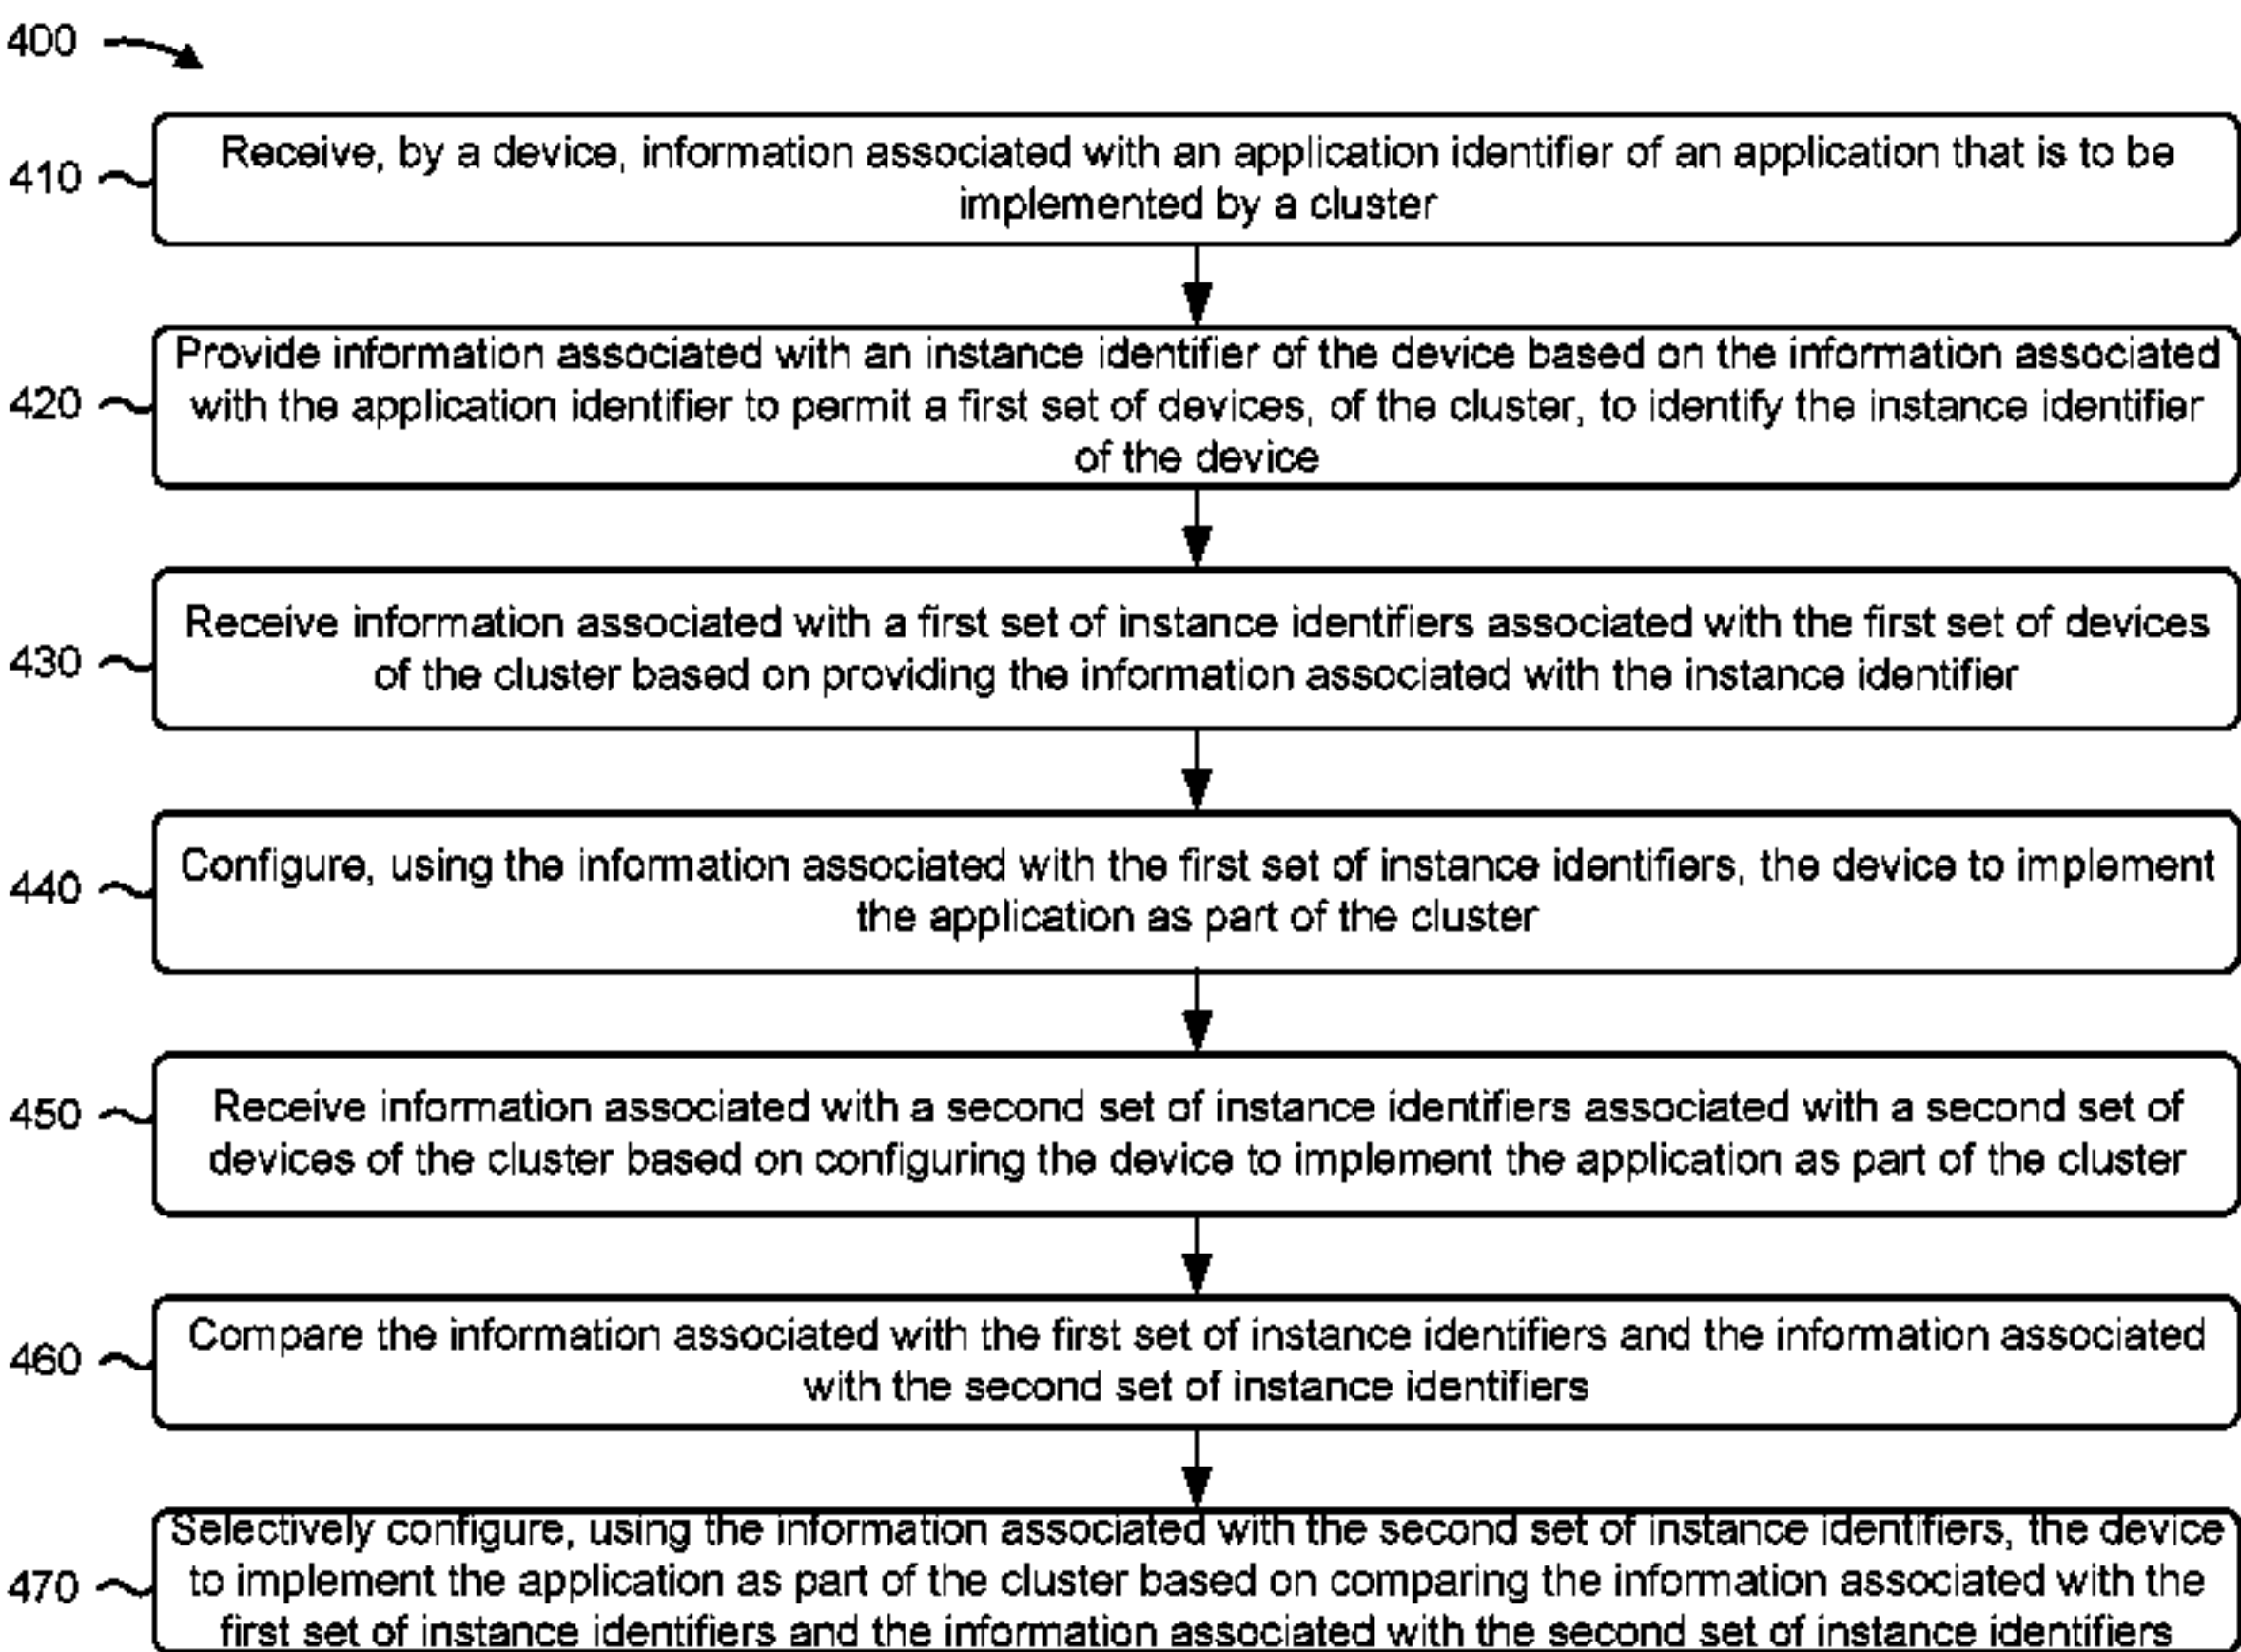 400
410
Receive, by a device, information associated with an application identifier of an application that is to be
implemented by a cluster
420
Provide information associated with an instance identifier of the device based on the information associated
with the application identifier to permit a first set of devices, of the cluster, to identify the instance identifier
of the device
430
Receive information associated with a first set of instance identifiers associated with the first set of devices
of the cluster based on providing the information associated with the instance identifier
440
Configure, using the information associated with the first set of instance identifiers, the device to implement
the application as part of the cluster
450
Receive information associated with a second set of instance identifiers associated with a second set of
devices of the cluster based on configuring the device to implement the application as part of the cluster
460
Compare the information associated with the first set of instance identifiers and the information associated
with the second set of instance identifiers
470
Selectively configure, using the information associated with the second set of instance identifiers, the device
to implement the application as part of the cluster based on comparing the information associated with the
first set of instance identifiers and the information associated with the second set of instance identifiers